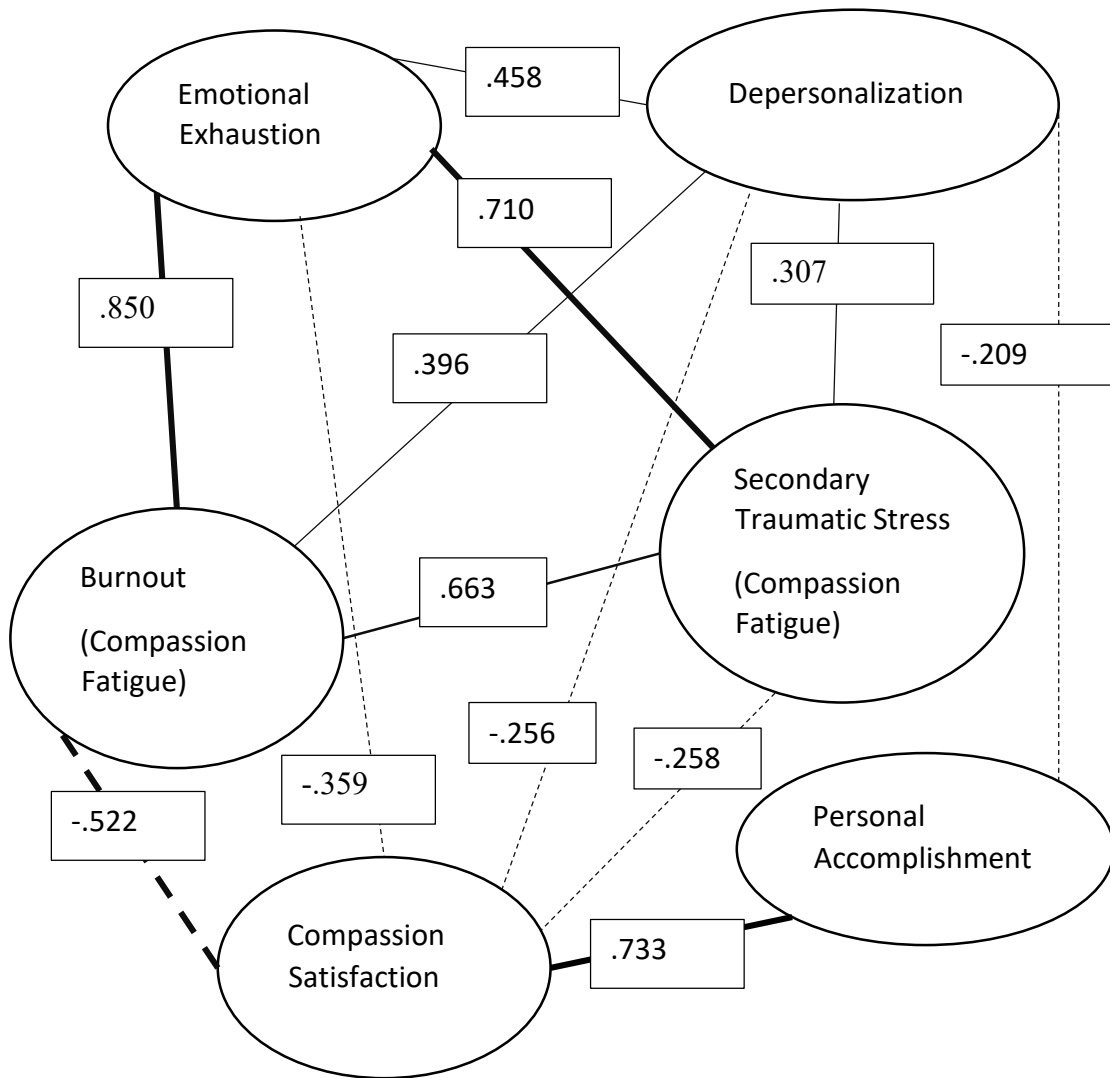 Emotional
Exhaustion
.458
Depersonalization
.710
.307
.850
.396
-.209
Secondary
Traumatic Stress
(Compassion
Fatigue)
Burnout
(Compassion
Fatigue)
.663
-.256
-.258
-.359
-.522
Personal
Accomplishment
Compassion
Satisfaction
.733